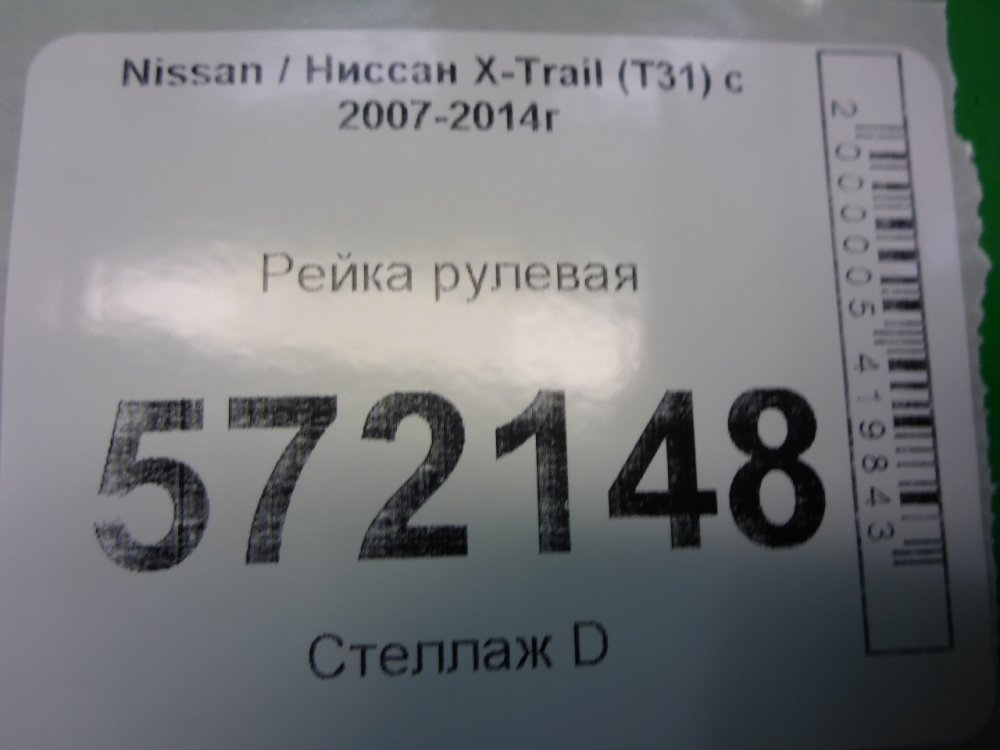 Nissan / Ниссан X-Trail (T31) с
2007-2014г
Рейка рулевая
572148
Стеллаж D
2000005419843